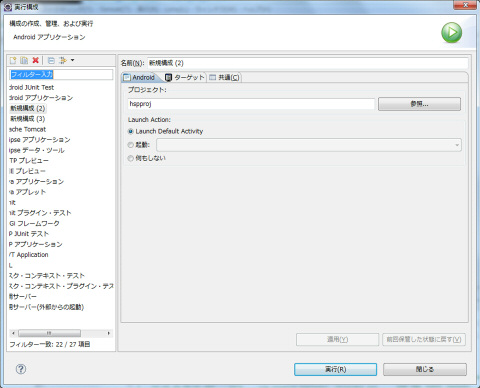 実行構成
構成の作成、管理、および実行
Android アプリケーション
フィルター入力
droid JUnit Test
droid アプリケーション
新規構成 (2)
新規構成 (3)
ache Tomcat
ipse アプリケーション
ipse データ・ツール
TP プレビュー
E プレビュー
a アプリケーション
a アプレット
nit
nit プラグイン・テスト
GI フレームワーク
P JUnit テスト
P アプリケーション
/T Application
L
スク・コンテキスト・テスト
スク・コンテキスト・プラグイン・テス
サーバー
サーバー(外部からの起動)
フィルター一致: 22 / 27 項目
名前(N): 新規構成 (2)
Android ターゲット 共通(C)
プロジェクト:
hspproj
参照...
Launch Action:
Launch Default Activity
起動:
何もしない
適用(Y)
前回保管した状態に戻す(V)
実行(R)
閉じる